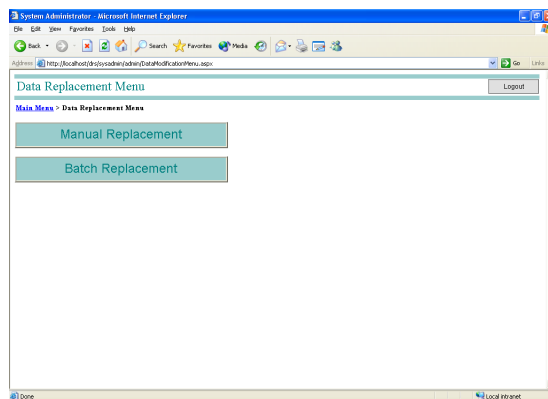 System Administrator - Microsoft Internet Explorer
File Edit View Favorites Tools Help
Back Search Favorites Media
Address http://localhost/drs/sysadmin/admin/DataModificationMenu.aspx Go Links
Data Replacement Menu Logout
Main Menu > Data Replacement Menu
Manual Replacement
Batch Replacement
Done Local intranet